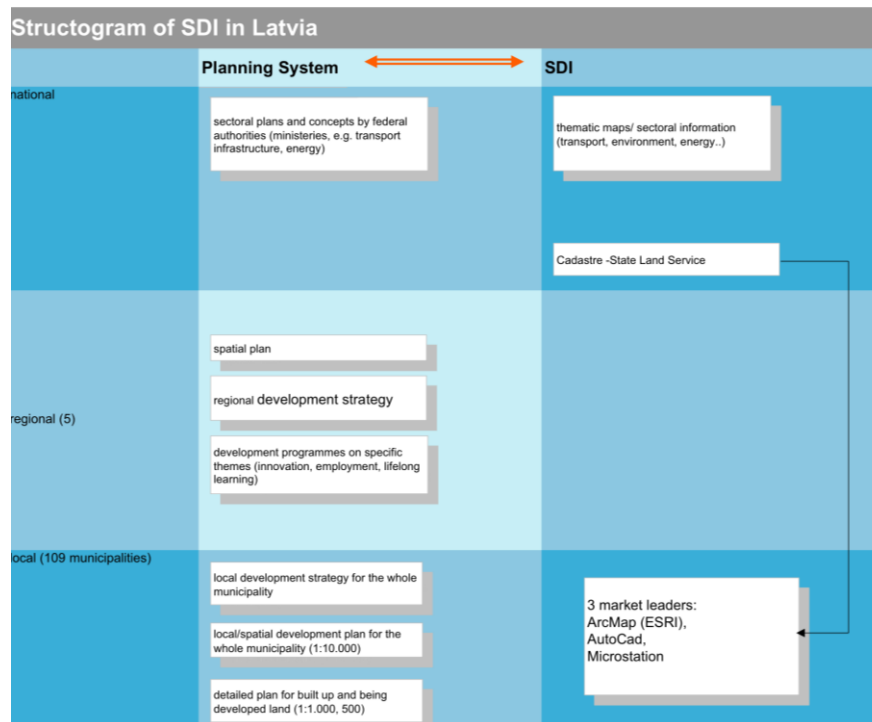 Structogram of SDI in Latvia
Planning System
SDI
national
sectoral plans and concepts by federal
authorities (ministeries, e.g. transport
infrastructure, energy)
thematic maps/ sectoral information
(transport, environment, energy..)
Cadastre -State Land Service
regional (5)
spatial plan
regional development strategy
development programmes on specific
themes (innovation, employment, lifelong
learning)
local (109 municipalities)
local development strategy for the whole
municipality
local/spatial development plan for the
whole municipality (1:10.000)
detailed plan for built up and being
developed land (1:1.000, 500)
3 market leaders:
ArcMap (ESRI),
AutoCad,
Microstation